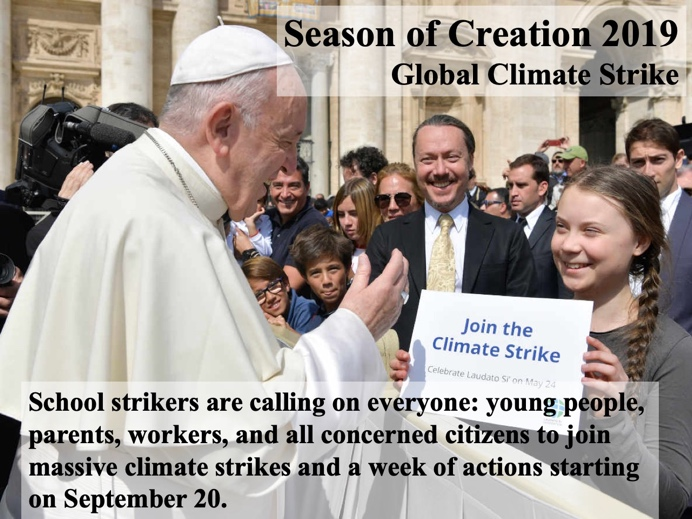 Season of Creation 2019
Global Climate Strike
Join the
Climate Strike
Celebrate Laudato Si' on May 24
School strikers are calling on everyone: young people,
parents, workers, and all concerned citizens to join
massive climate strikes and a week of actions starting
on September 20.